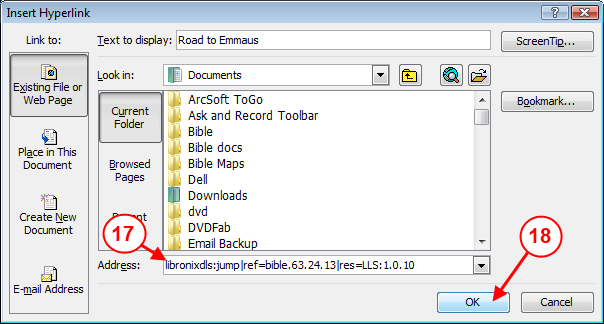 Insert Hyperlink
Link to:
Text to display: Road to Emmaus
ScreenTip...
Existing File or
Web Page
Look in: Documents
Bookmark...
Current
Folder
Browsed
Pages
ArcSoft ToGo
Ask and Record Toolbar
Bible
Bible docs
Bible Maps
Dell
Downloads
dvd
DVDFab
Email Backup
Place in This
Document
Create New
Document
E-mail Address
17
Address: libronixdls:jump|ref=bible.63.24.13|res=LLS:1.0.10
18
OK
Cancel